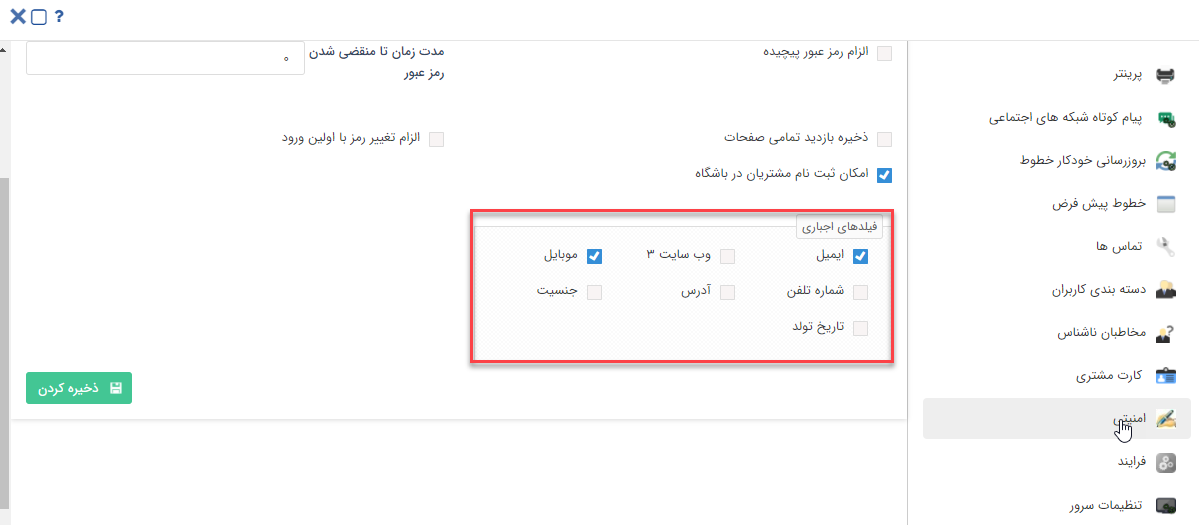 ?
پرینتر
پیام کوتاه شبکه های اجتماعی
بروزرسانی خودکار خطوط
خطوط پیش فرض
تماس ها
دسته بندی کاربران
مخاطبان ناشناس
کارت مشتری
امنیتی
فرایند
تنظیمات سرور
الزام رمز عبور پیچیده
مدت زمان تا منقضی شدن
رمز عبور
۰
ذخیره بازدید تمامی صفحات
الزام تغییر رمز با اولین ورود
امکان ثبت نام مشتریان در باشگاه
فیلدهای اجباری
ایمیل
وب سایت ۳
موبایل
شماره تلفن
آدرس
جنسیت
تاریخ تولد
ذخیره کردن